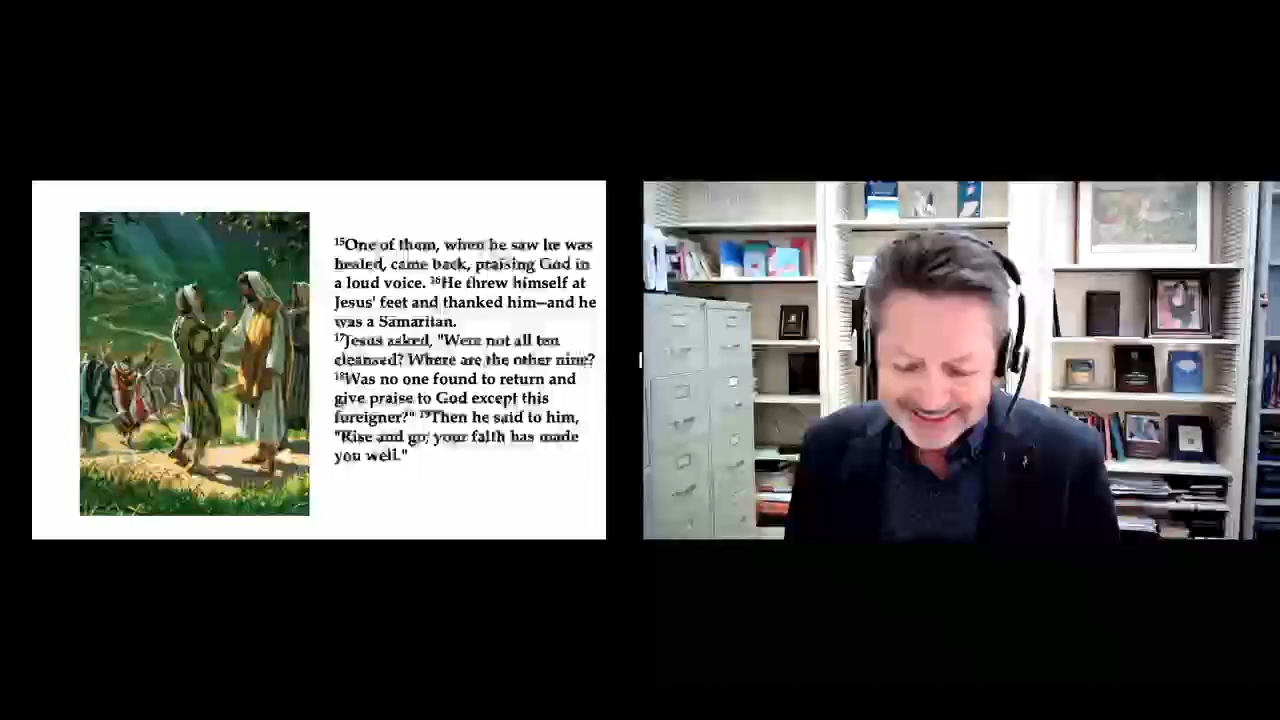 ¹⁵One of them, when he saw he was
healed, came back, praising God in
a loud voice. ¹⁶He threw himself at
Jesus' feet and thanked him—and he
was a Samaritan.
¹⁷Jesus asked, "Were not all ten
cleansed? Where are the other nine?
¹⁸Was no one found to return and
give praise to God except this
foreigner?" ¹⁹Then he said to him,
"Rise and go; your faith has made
you well."